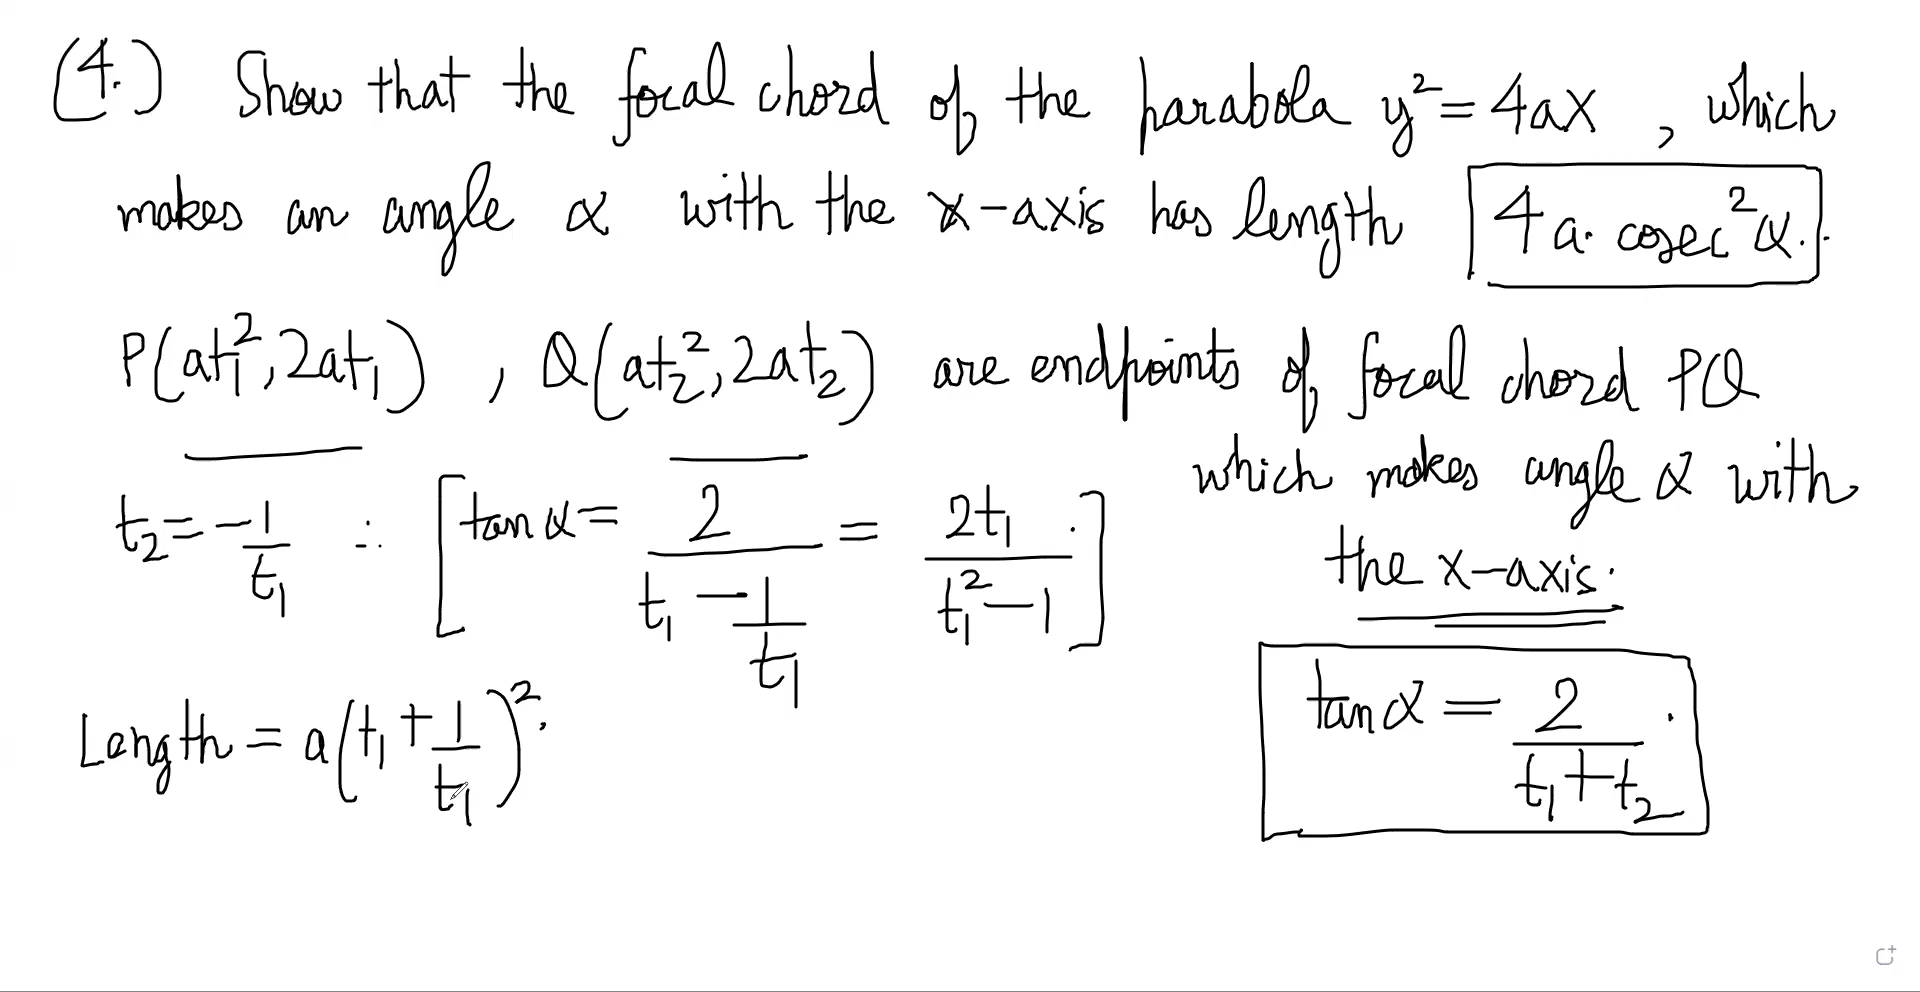 (4.) Show that the focal chord of the parabola y² = 4ax , which
makes an angle α with the x-axis has length 4a. cosec²α.
P(at₁², 2at₁) , Q(at₂², 2at₂) are endpoints of focal chord PQ
which makes angle α with
the x-axis.
t₂ = -1/t₁ ∴ [tan α = 2/(t₁ - 1/t₁) = 2t₁/(t₁² - 1).]
tan α = 2/(t₁ + t₂).
Length = a(t₁ + 1/t₁)².